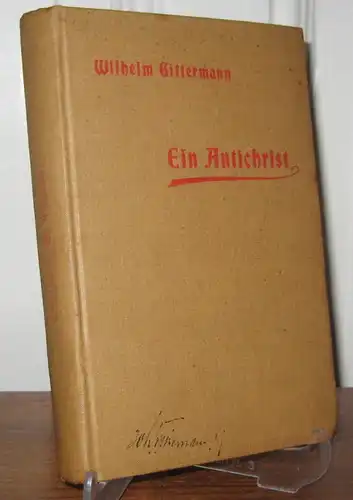 Wilhelm Gittermann
Ein Antichrist